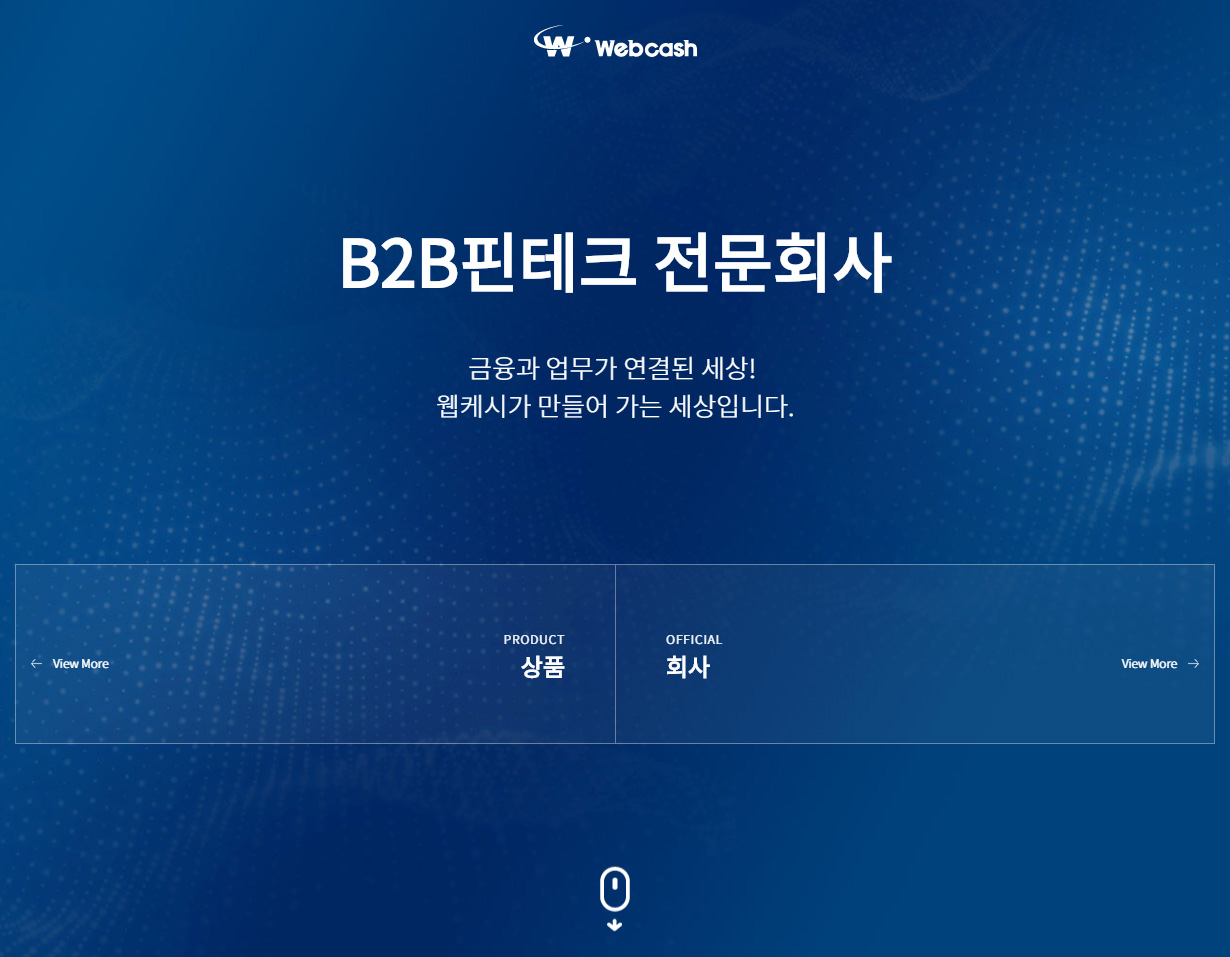 Webcash
B2B핀테크 전문회사
금융과 업무가 연결된 세상!
웹케시가 만들어 가는 세상입니다.
PRODUCT
상품
View More
OFFICIAL
회사
View More